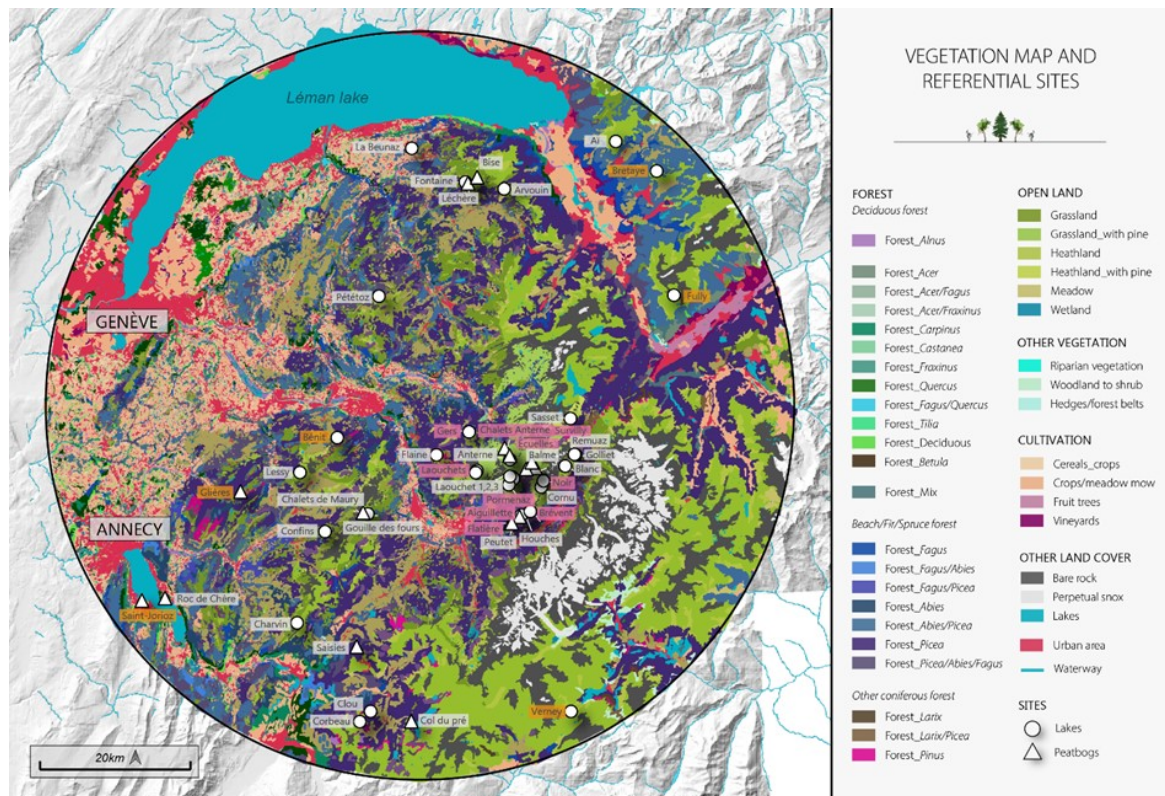 Léman lake
La Beunaz
Ai
Bretaye
Bise
Fontaine
Arvouin
Léchère
Pététoz
Fully
GENÈVE
Sasset
Gers
Chalets Anterne
Survilly
Bénit
Écuelles
Remuaz
Flaine
Anterne
Balme
Golliet
Lessy
Laouchets
Blanc
Laouchet 1,2,3
Noir
Glières
Chalets de Maury
Pormenaz
Cornu
Aiguillette
Brévent
ANNECY
Confins
Gouille des fours
Flatière
Peutet
Houches
Roc de Chère
Saint-Jorioz
Charvin
Saisies
Clou
Corbeau
Col du pré
Verney
20km
VEGETATION MAP AND
REFERENTIAL SITES
FOREST
Deciduous forest
Forest_Alnus
Forest_Acer
Forest_Acer/Fagus
Forest_Acer/Fraxinus
Forest_Carpinus
Forest_Castanea
Forest_Fraxinus
Forest_Quercus
Forest_Fagus/Quercus
Forest_Tilia
Forest_Deciduous
Forest_Betula
Forest_Mix
Beach/Fir/Spruce forest
Forest_Fagus
Forest_Fagus/Abies
Forest_Fagus/Picea
Forest_Abies
Forest_Abies/Picea
Forest_Picea
Forest_Picea/Abies/Fagus
Other coniferous forest
Forest_Larix
Forest_Larix/Picea
Forest_Pinus
OPEN LAND
Grassland
Grassland_with pine
Heathland
Heathland_with pine
Meadow
Wetland
OTHER VEGETATION
Riparian vegetation
Woodland to shrub
Hedges/forest belts
CULTIVATION
Cereals_crops
Crops/meadow mow
Fruit trees
Vineyards
OTHER LAND COVER
Bare rock
Perpetual snox
Lakes
Urban area
Waterway
SITES
Lakes
Peatbogs